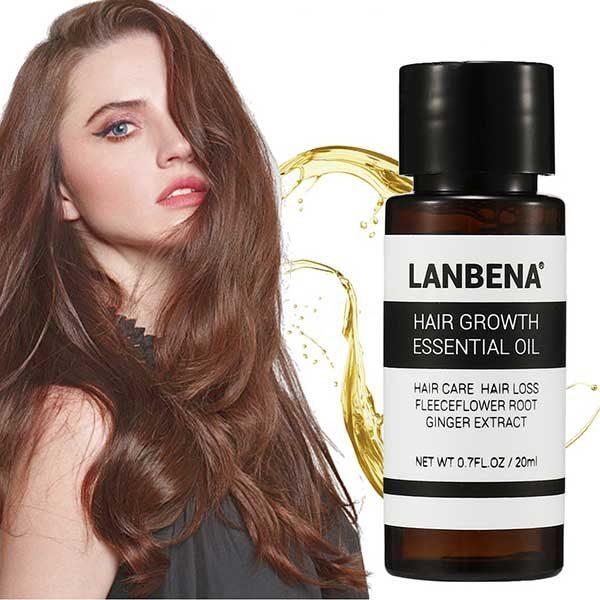 LANBENA®
HAIR GROWTH
ESSENTIAL OIL
HAIR CARE HAIR LOSS
FLEECEFLOWER ROOT
GINGER EXTRACT
NET WT 0.7FL.OZ / 20ml